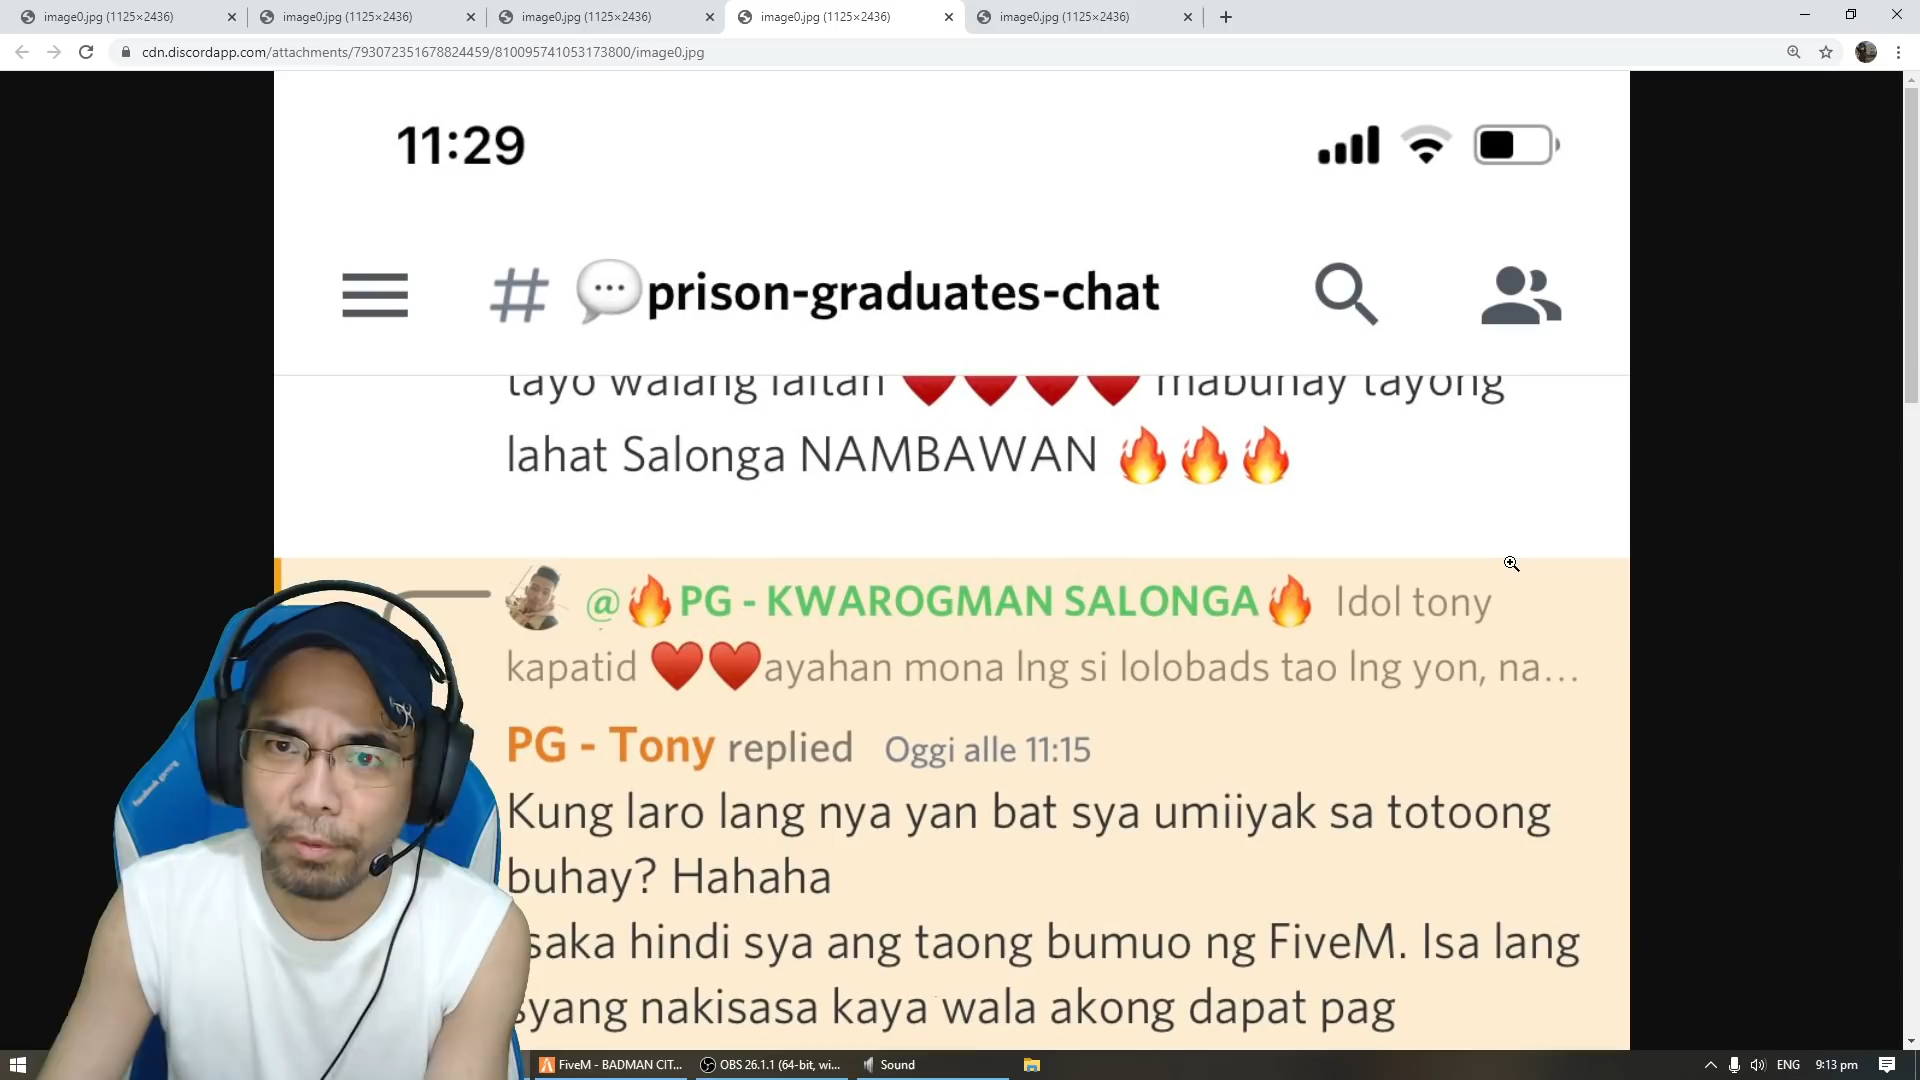 image0.jpg (1125×2436)
image0.jpg (1125×2436)
image0.jpg (1125×2436)
image0.jpg (1125×2436)
image0.jpg (1125×2436)
cdn.discordapp.com/attachments/793072351678824459/810095741053173800/image0.jpg
11:29
# 💬prison-graduates-chat
tayo walang laitan ❤❤❤❤ mabuhay tayong
lahat Salonga NAMBAWAN 🔥🔥🔥
@🔥PG - KWAROGMAN SALONGA🔥 Idol tony
kapatid ❤❤ayahan mona lng si lolobads tao lng yon, na...
PG - Tony replied Oggi alle 11:15
Kung laro lang nya yan bat sya umiiyak sa totoong
buhay? Hahaha
saka hindi sya ang taong bumuo ng FiveM. Isa lang
syang nakisasa kaya wala akong dapat pag
FiveM - BADMAN CIT...
OBS 26.1.1 (64-bit, wi...
Sound
ENG
9:13 pm